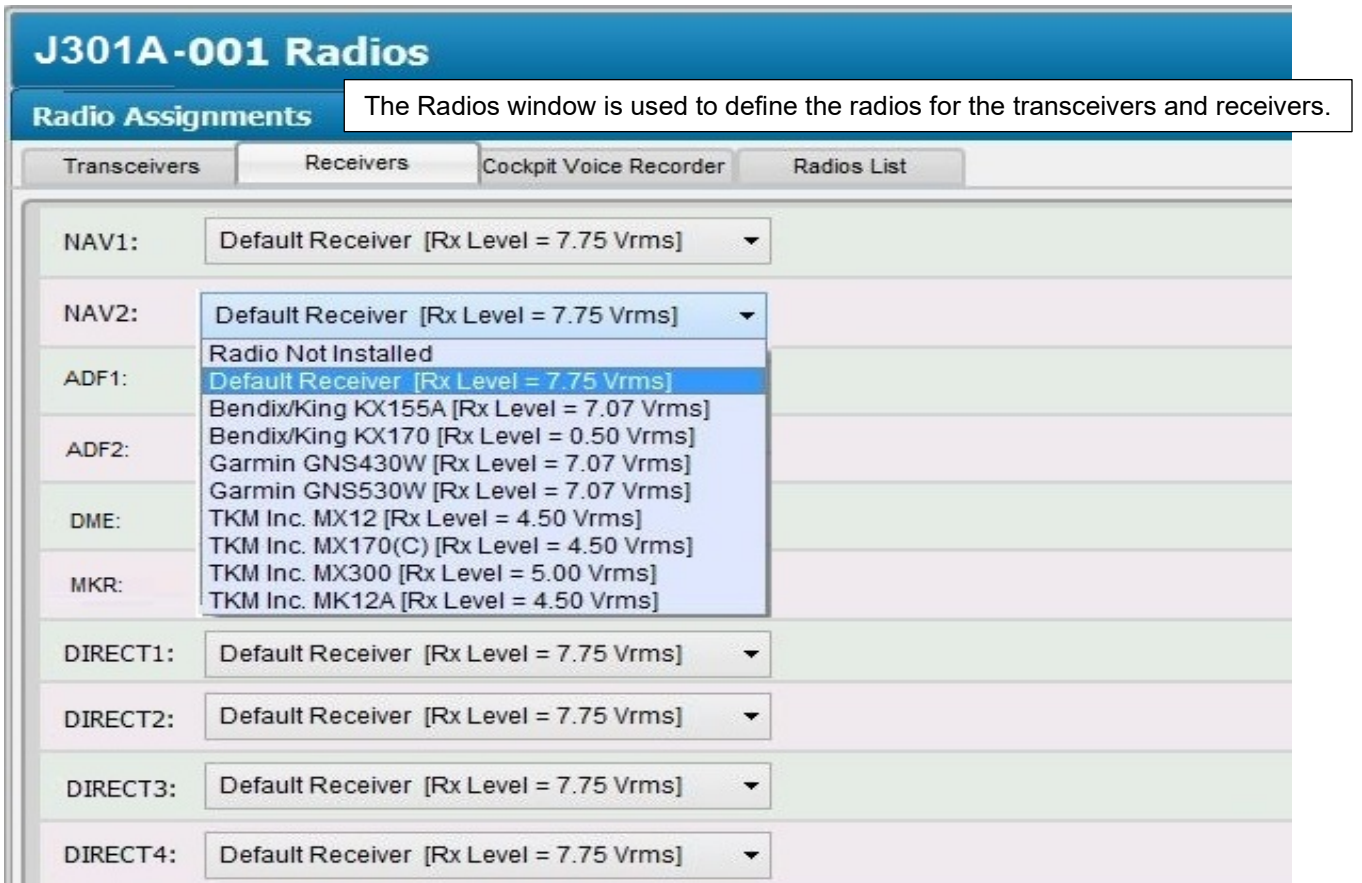 J301A-001 Radios
The Radios window is used to define the radios for the transceivers and receivers.
Radio Assignments
Transceivers Receivers Cockpit Voice Recorder Radios List
NAV1: Default Receiver [Rx Level = 7.75 Vrms]
NAV2: Default Receiver [Rx Level = 7.75 Vrms]
Radio Not Installed
ADF1: Default Receiver [Rx Level = 7.75 Vrms]
Bendix/King KX155A [Rx Level = 7.07 Vrms]
ADF2: Bendix/King KX170 [Rx Level = 0.50 Vrms]
Garmin GNS430W [Rx Level = 7.07 Vrms]
Garmin GNS530W [Rx Level = 7.07 Vrms]
DME: TKM Inc. MX12 [Rx Level = 4.50 Vrms]
TKM Inc. MX170(C) [Rx Level = 4.50 Vrms]
MKR: TKM Inc. MX300 [Rx Level = 5.00 Vrms]
TKM Inc. MK12A [Rx Level = 4.50 Vrms]
DIRECT1: Default Receiver [Rx Level = 7.75 Vrms]
DIRECT2: Default Receiver [Rx Level = 7.75 Vrms]
DIRECT3: Default Receiver [Rx Level = 7.75 Vrms]
DIRECT4: Default Receiver [Rx Level = 7.75 Vrms]